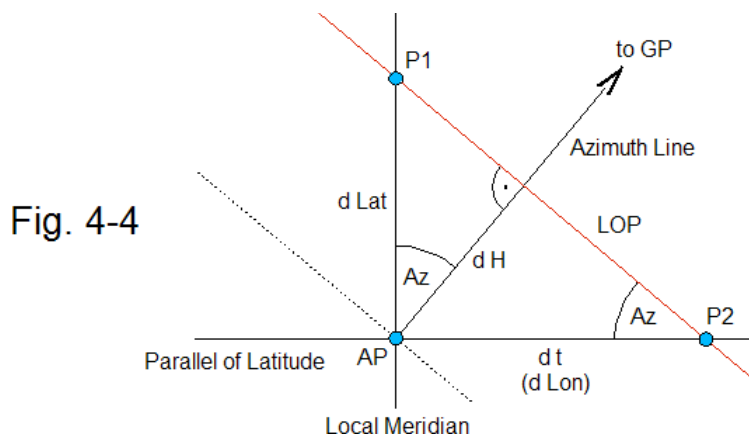 to GP
P1
Azimuth Line
d Lat
Fig. 4-4
LOP
d H
Az
Az
P2
AP
Parallel of Latitude
d t
(d Lon)
Local Meridian